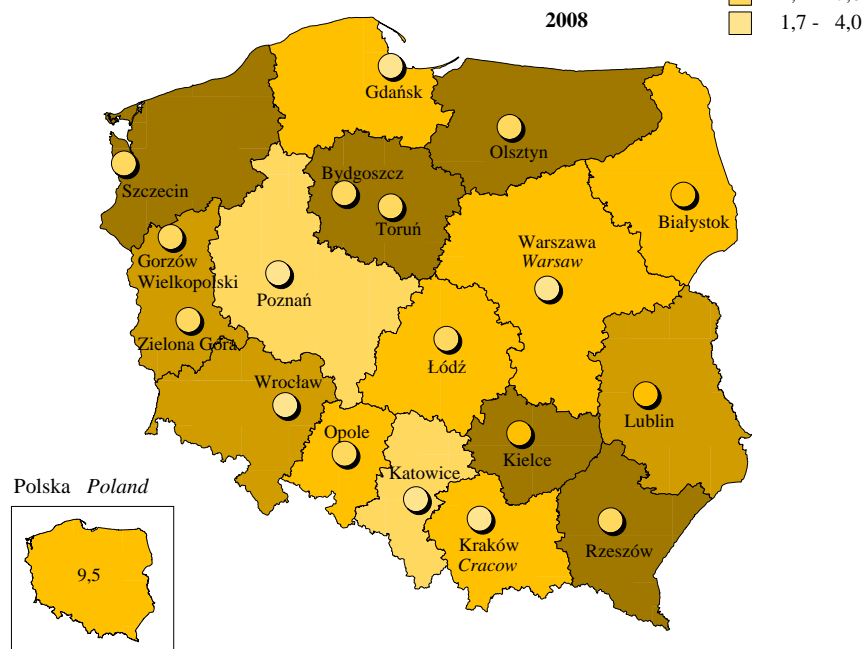 2008
1,7 - 4,0
Gdańsk
Olsztyn
Szczecin
Bydgoszcz
Toruń
Białystok
Warszawa
Warsaw
Gorzów
Wielkopolski
Poznań
Zielona Góra
Łódź
Wrocław
Lublin
Opole
Kielce
Katowice
Polska Poland
Kraków
Cracow
Rzeszów
9,5